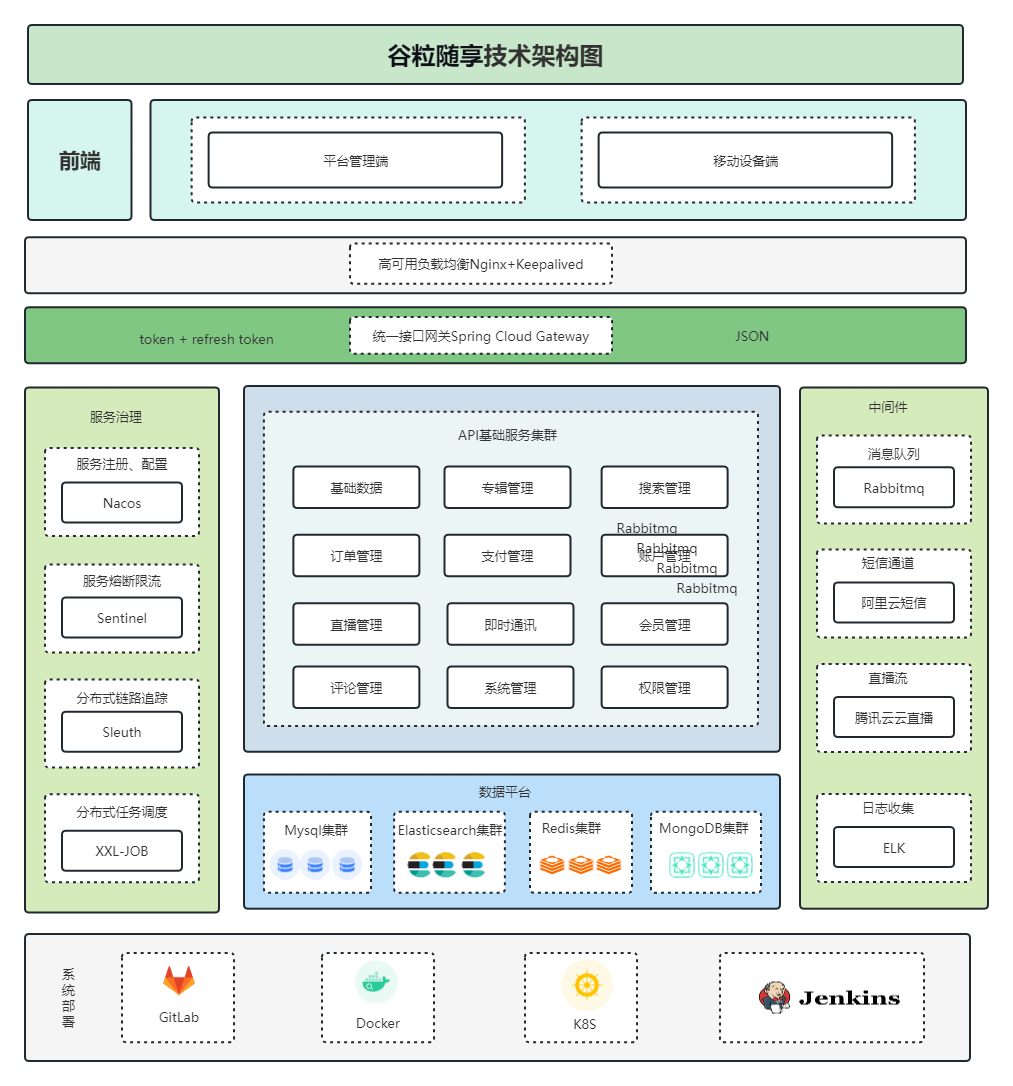 谷粒随享技术架构图
前端
平台管理端
移动设备端
高可用负载均衡Nginx+Keepalived
token + refresh token
统一接口网关Spring Cloud Gateway
JSON
服务治理
服务注册、配置
Nacos
服务熔断限流
Sentinel
分布式链路追踪
Sleuth
分布式任务调度
XXL-JOB
API基础服务集群
基础数据
专辑管理
搜索管理
Rabbitmq
订单管理
支付管理
账户管理
Rabbitmq
Rabbitmq
Rabbitmq
直播管理
即时通讯
会员管理
评论管理
系统管理
权限管理
数据平台
Mysql集群
Elasticsearch集群
Redis集群
MongoDB集群
中间件
消息队列
Rabbitmq
短信通道
阿里云短信
直播流
腾讯云云直播
日志收集
ELK
系统部署
GitLab
Docker
K8S
Jenkins